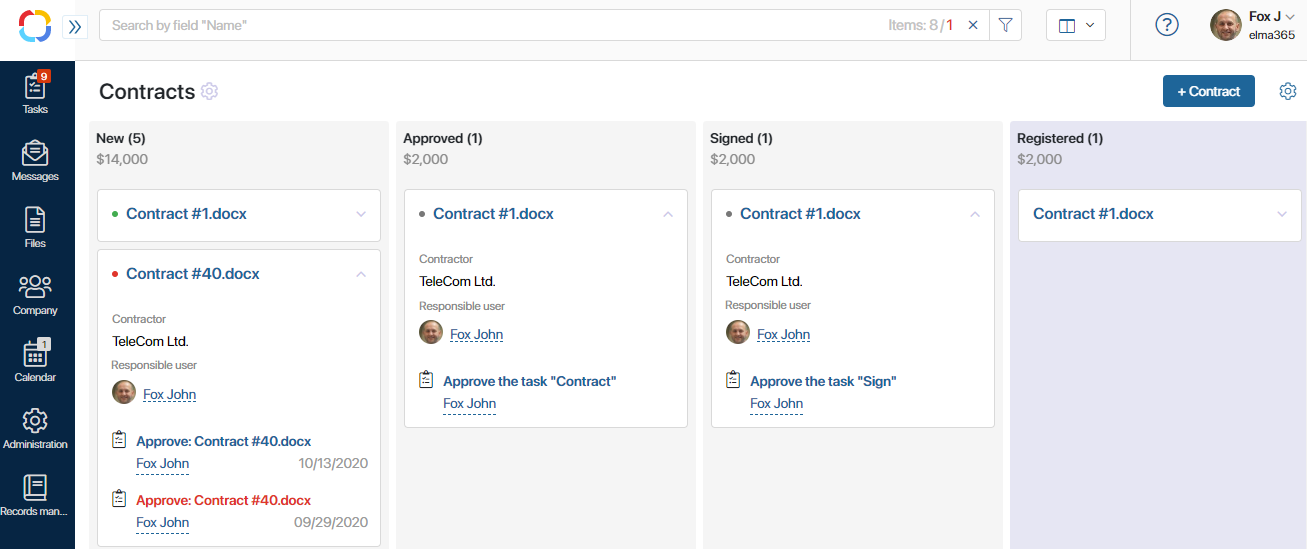 Search by field "Name"
Items: 8/1
Fox J
elma365
9
Tasks
Messages
Files
Company
1
Calendar
Administration
Records man...
Contracts
+ Contract
New (5)
$14,000
Contract #1.docx
Contract #40.docx
Contractor
TeleCom Ltd.
Responsible user
Fox John
Approve: Contract #40.docx
Fox John 10/13/2020
Approve: Contract #40.docx
Fox John 09/29/2020
Approved (1)
$2,000
Contract #1.docx
Contractor
TeleCom Ltd.
Responsible user
Fox John
Approve the task "Contract"
Fox John
Signed (1)
$2,000
Contract #1.docx
Contractor
TeleCom Ltd.
Responsible user
Fox John
Approve the task "Sign"
Fox John
Registered (1)
$2,000
Contract #1.docx